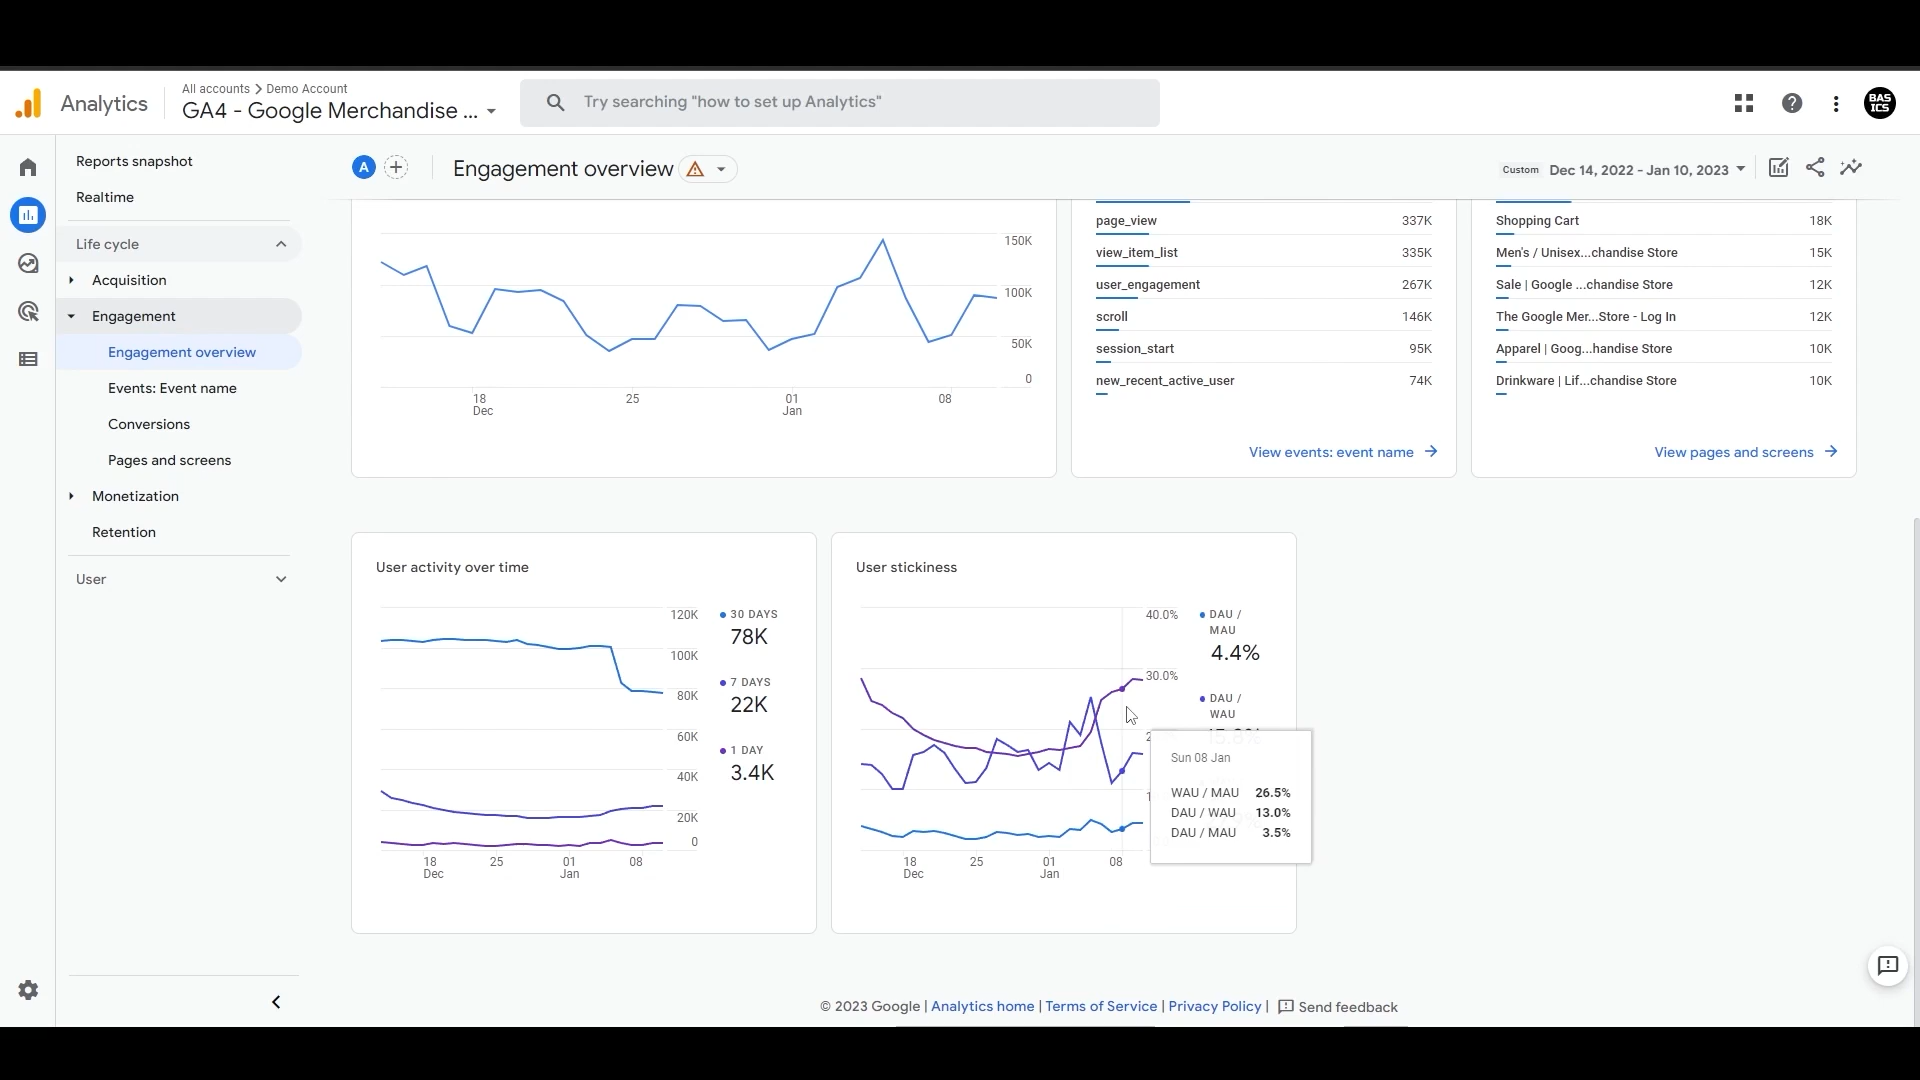 All accounts > Demo Account
Analytics
GA4 - Google Merchandise ...
Try searching "how to set up Analytics"
BAS
ICS
Reports snapshot
Realtime
Life cycle
Acquisition
Engagement
Engagement overview
Events: Event name
Conversions
Pages and screens
Monetization
Retention
User
A
Engagement overview
Custom Dec 14, 2022 - Jan 10, 2023
150K
100K
50K
0
18
Dec
25
01
Jan
08
page_view 337K
view_item_list 335K
user_engagement 267K
scroll 146K
session_start 95K
new_recent_active_user 74K
View events: event name
Shopping Cart 18K
Men's / Unisex...chandise Store 15K
Sale | Google ...chandise Store 12K
The Google Mer...Store - Log In 12K
Apparel | Goog...handise Store 10K
Drinkware | Lif...chandise Store 10K
View pages and screens
User activity over time
120K
100K
80K
60K
40K
20K
0
18
Dec
25
01
Jan
08
30 DAYS
78K
7 DAYS
22K
1 DAY
3.4K
User stickiness
40.0%
30.0%
18
Dec
25
01
Jan
08
DAU /
MAU
4.4%
DAU /
WAU
Sun 08 Jan
WAU / MAU 26.5%
DAU / WAU 13.0%
DAU / MAU 3.5%
© 2023 Google | Analytics home | Terms of Service | Privacy Policy | Send feedback